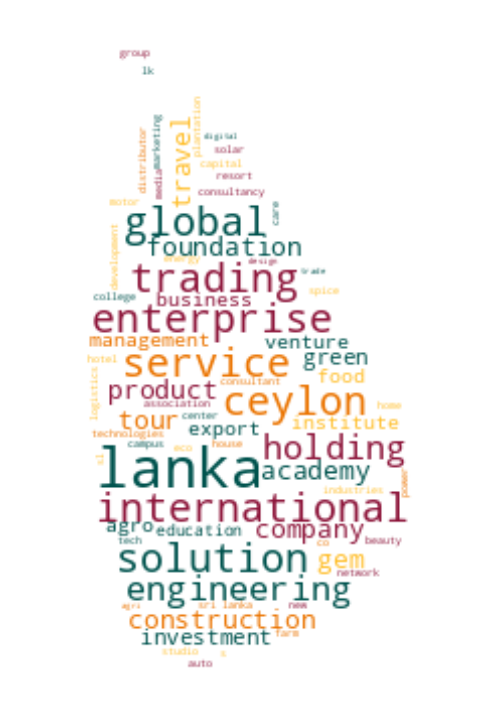 group
lk
digital
distributor
marketing
media
travel
plantation
solar
capital
resort
consultancy
motor
care
global
foundation
development
energy
design
trade
trading
college
business
spice
enterprise
management
venture
hotel
service
green
logistics
consultant
food
product
ceylon
association
home
tour
center
institute
export
technologies
campus
eco
house
holding
sl
lanka
academy
power
industries
international
agro
education
company
tech
co
beauty
solution
gem
network
engineering
agri
sri lanka
new
construction
investment
farm
studio
s
auto